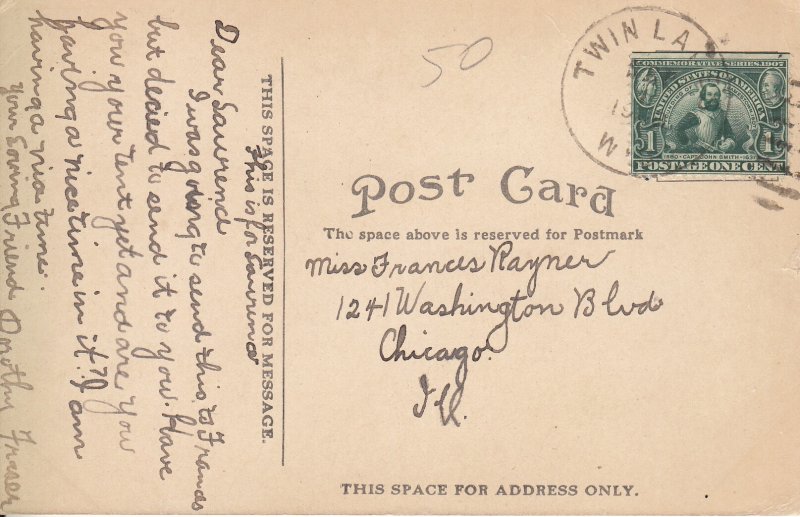 50
TWIN LA
19
W
COMMEMORATIVE SERIES 1907
UNITED STATES OF AMERICA
1 1
1580 · CAPT. JOHN SMITH · 1631
POSTAGE ONE CENT
Post Card
The space above is reserved for Postmark
Miss Frances Rayner
1241 Washington Blvd
Chicago.
Ill.
THIS SPACE FOR ADDRESS ONLY.
THIS SPACE IS RESERVED FOR MESSAGE.
This is for Lawrence
Dear Lawrence
I was going to send this to Frances
but decied to send it to you. Have
you your tent yet and are you
having a nice time in it? I am
having a nice time.
your Loving Friend Dorothy Fraser